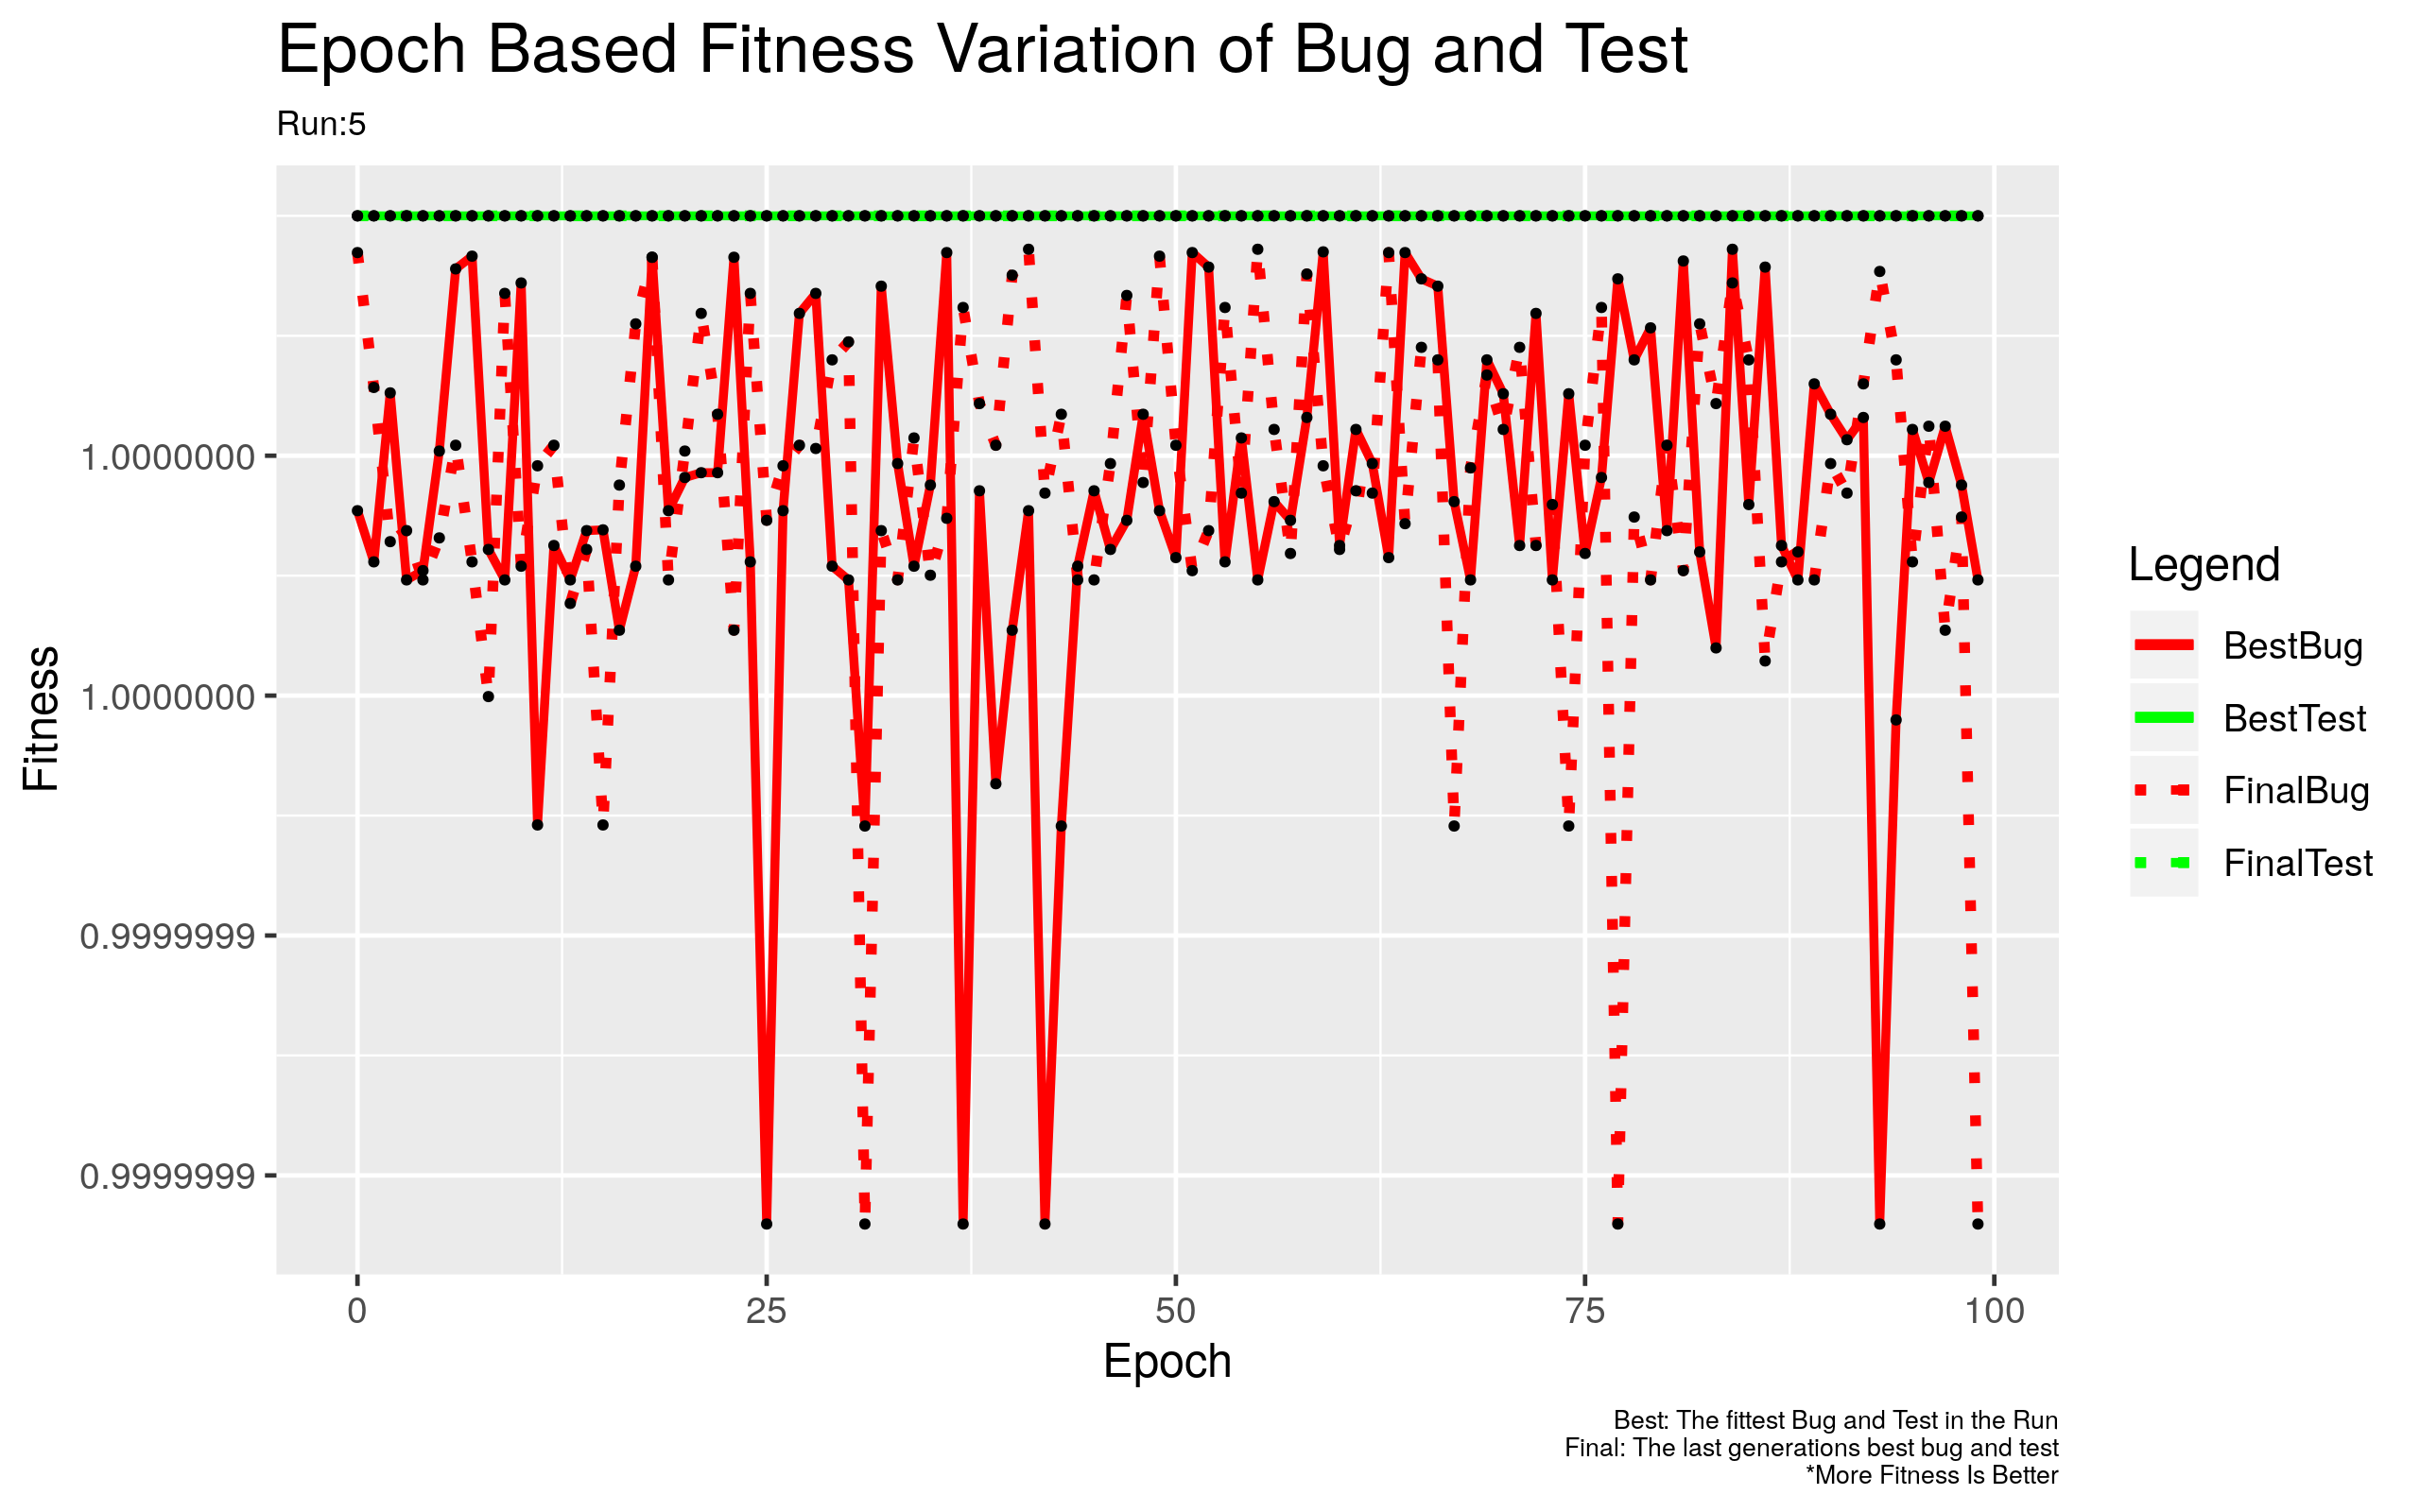 Epoch Based Fitness Variation of Bug and Test
Run:5
Fitness
1.0000000
1.0000000
0.9999999
0.9999999
0
25
50
75
100
Epoch
Legend
BestBug
BestTest
FinalBug
FinalTest
Best: The fittest Bug and Test in the Run
Final: The last generations best bug and test
*More Fitness Is Better